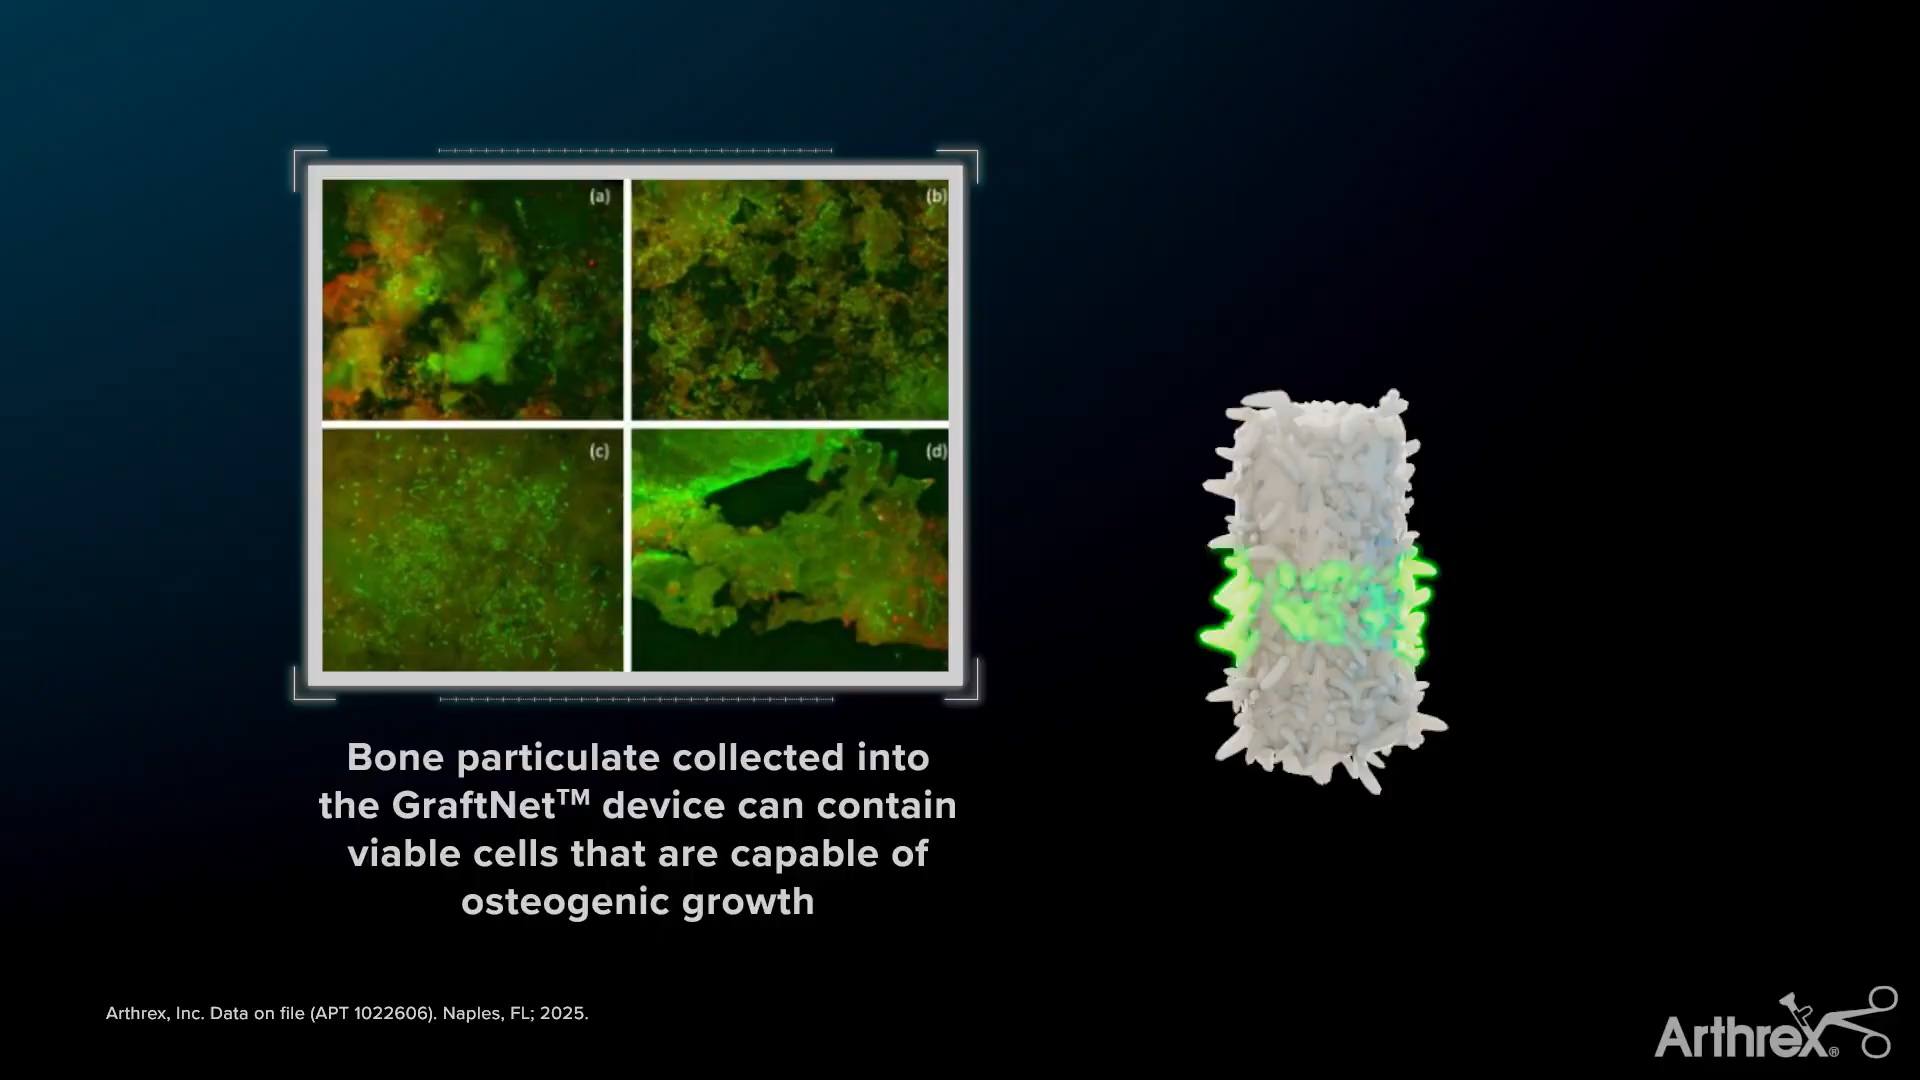 (a)
(b)
(c)
(d)
Bone particulate collected into
the GraftNet™ device can contain
viable cells that are capable of
osteogenic growth
Arthrex, Inc. Data on file (APT 1022606). Naples, FL; 2025.
Arthrex®